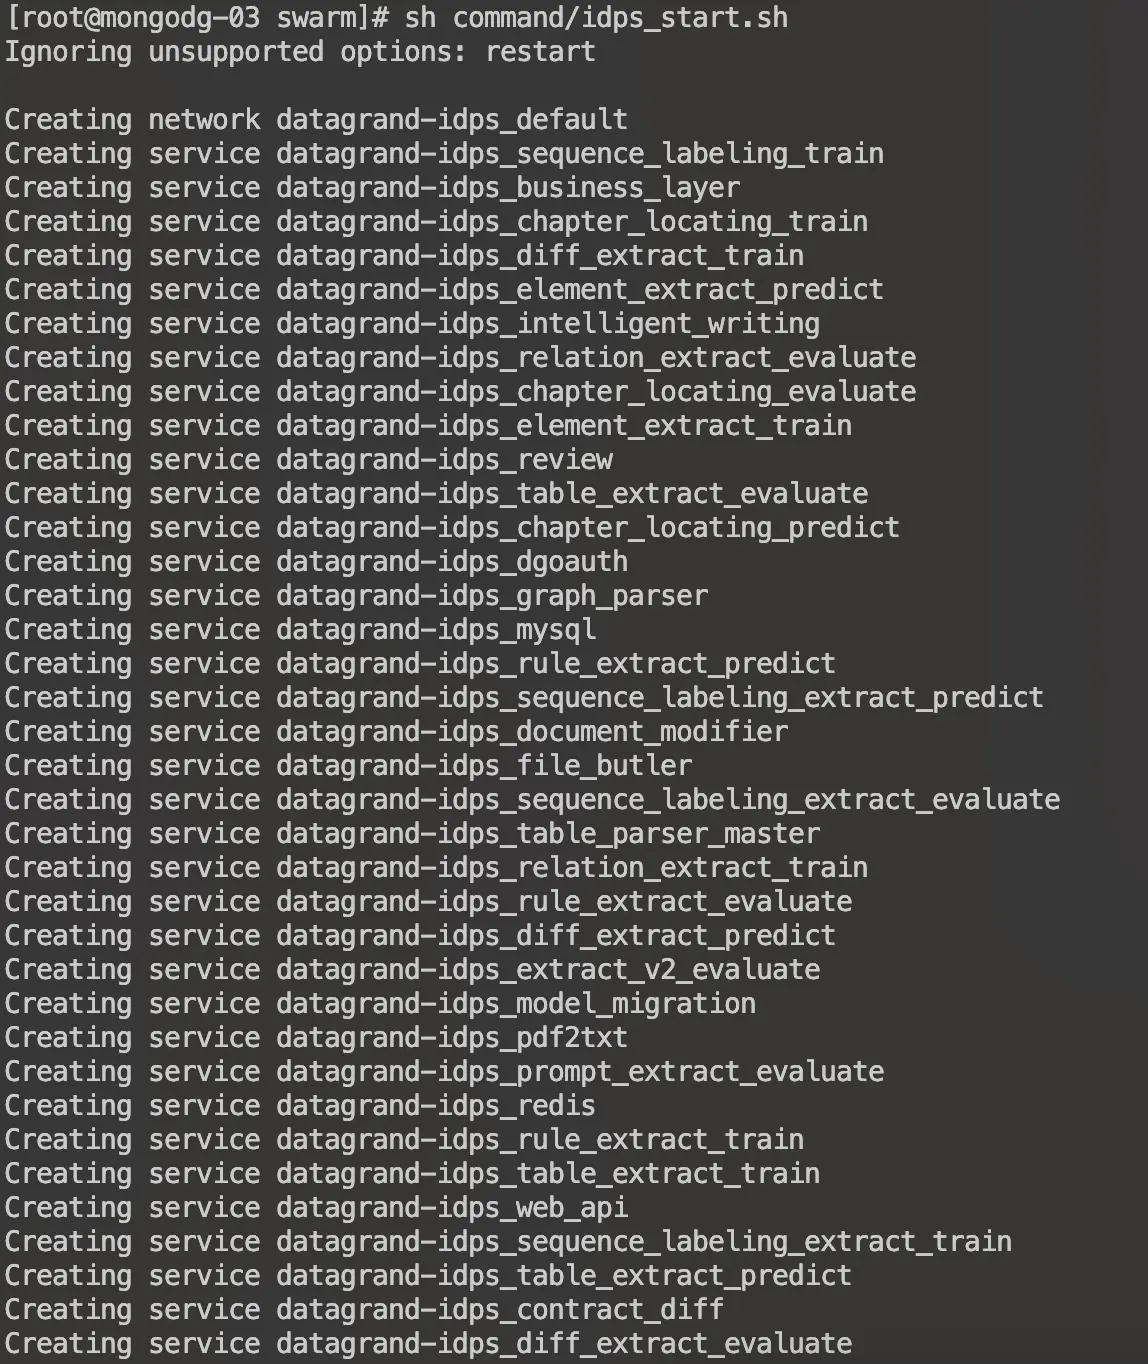 [root@mongodg-03 swarm]# sh command/idps_start.sh
Ignoring unsupported options: restart

Creating network datagrand-idps_default
Creating service datagrand-idps_sequence_labeling_train
Creating service datagrand-idps_business_layer
Creating service datagrand-idps_chapter_locating_train
Creating service datagrand-idps_diff_extract_train
Creating service datagrand-idps_element_extract_predict
Creating service datagrand-idps_intelligent_writing
Creating service datagrand-idps_relation_extract_evaluate
Creating service datagrand-idps_chapter_locating_evaluate
Creating service datagrand-idps_element_extract_train
Creating service datagrand-idps_review
Creating service datagrand-idps_table_extract_evaluate
Creating service datagrand-idps_chapter_locating_predict
Creating service datagrand-idps_dgoauth
Creating service datagrand-idps_graph_parser
Creating service datagrand-idps_mysql
Creating service datagrand-idps_rule_extract_predict
Creating service datagrand-idps_sequence_labeling_extract_predict
Creating service datagrand-idps_document_modifier
Creating service datagrand-idps_file_butler
Creating service datagrand-idps_sequence_labeling_extract_evaluate
Creating service datagrand-idps_table_parser_master
Creating service datagrand-idps_relation_extract_train
Creating service datagrand-idps_rule_extract_evaluate
Creating service datagrand-idps_diff_extract_predict
Creating service datagrand-idps_extract_v2_evaluate
Creating service datagrand-idps_model_migration
Creating service datagrand-idps_pdf2txt
Creating service datagrand-idps_prompt_extract_evaluate
Creating service datagrand-idps_redis
Creating service datagrand-idps_rule_extract_train
Creating service datagrand-idps_table_extract_train
Creating service datagrand-idps_web_api
Creating service datagrand-idps_sequence_labeling_extract_train
Creating service datagrand-idps_table_extract_predict
Creating service datagrand-idps_contract_diff
Creating service datagrand-idps_diff_extract_evaluate